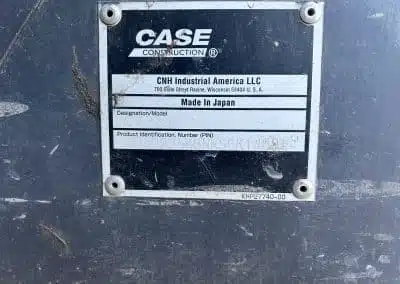 CASE
CONSTRUCTION ®
CNH Industrial America LLC
700 State Street Racine, Wisconsin 53404 U. S. A.
Made In Japan
Designation/Model
Product Identification, Number (PIN)
KHP27740-00